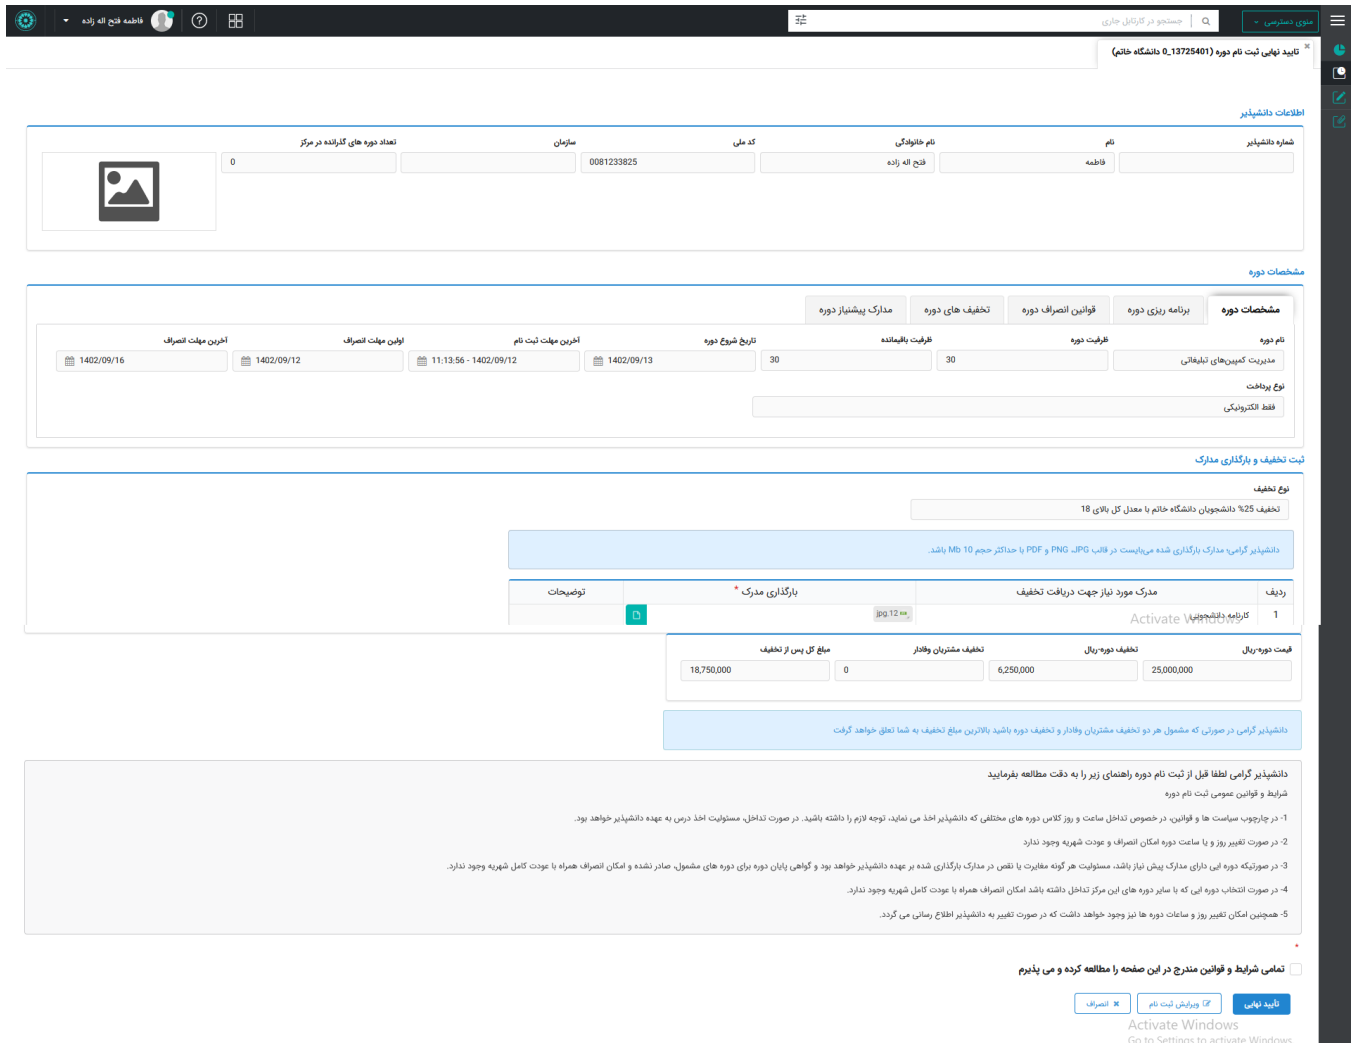 منوی دسترسی
جستجو در کارتابل جاری
فاطمه فتح اله زاده
تایید نهایی ثبت نام دوره (13725401_0 دانشگاه خاتم)
اطلاعات دانشپذیر
شماره دانشپذیر
نام
نام خانوادگی
کد ملی
سازمان
تعداد دوره های گذرانده در مرکز
فاطمه
فتح اله زاده
0081233825
0
مشخصات دوره
مشخصات دوره
برنامه ریزی دوره
قوانین انصراف دوره
تخفیف های دوره
مدارک پیشنیاز دوره
نام دوره
ظرفیت دوره
ظرفیت باقیمانده
تاریخ شروع دوره
آخرین مهلت ثبت نام
اولین مهلت انصراف
آخرین مهلت انصراف
مدیریت کمپین‌های تبلیغاتی
30
30
1402/09/13
11:13:56 - 1402/09/12
1402/09/12
1402/09/16
نوع پرداخت
فقط الکترونیکی
ثبت تخفیف و بارگذاری مدارک
نوع تخفیف
تخفیف 25% دانشجویان دانشگاه خاتم با معدل کل بالای 18
دانشپذیر گرامی؛ مدارک بارگذاری شده می‌بایست در قالب PNG ،JPG و PDF با حداکثر حجم 10 Mb باشد.
ردیف
مدرک مورد نیاز جهت دریافت تخفیف
بارگذاری مدرک *
توضیحات
1
کارنامه دانشجویی
jpg.12
Activate Windows
قیمت دوره-ریال
تخفیف دوره-ریال
تخفیف مشتریان وفادار
مبلغ کل پس از تخفیف
25,000,000
6,250,000
0
18,750,000
دانشپذیر گرامی در صورتی که مشمول هر دو تخفیف مشتریان وفادار و تخفیف دوره باشید بالاترین مبلغ تخفیف به شما تعلق خواهد گرفت
دانشپذیر گرامی لطفا قبل از ثبت نام دوره راهنمای زیر را به دقت مطالعه بفرمایید
شرایط و قوانین عمومی ثبت نام دوره
1- در چارچوب سیاست ها و قوانین، در خصوص تداخل ساعت و روز کلاس دوره های مختلفی که دانشپذیر اخذ می نماید، توجه لازم را داشته باشید. در صورت تداخل، مسئولیت اخذ درس به عهده دانشپذیر خواهد بود.
2- در صورت تغییر روز و یا ساعت دوره امکان انصراف و عودت شهریه وجود ندارد
3- در صورتیکه دوره ایی دارای مدارک پیش نیاز باشد، مسئولیت هر گونه مغایرت یا نقص در مدارک بارگذاری شده بر عهده دانشپذیر خواهد بود و گواهی پایان دوره برای دوره های مشمول، صادر نشده و امکان انصراف همراه با عودت کامل شهریه وجود ندارد.
4- در صورت انتخاب دوره ایی که با سایر دوره های این مرکز تداخل داشته باشد امکان انصراف همراه با عودت کامل شهریه وجود ندارد.
5- همچنین امکان تغییر روز و ساعات دوره ها نیز وجود خواهد داشت که در صورت تغییر به دانشپذیر اطلاع رسانی می گردد.
*
تمامی شرایط و قوانین مندرج در این صفحه را مطالعه کرده و می پذیرم
تأیید نهایی
ویرایش ثبت نام
انصراف
Activate Windows
Go to Settings to activate Windows.